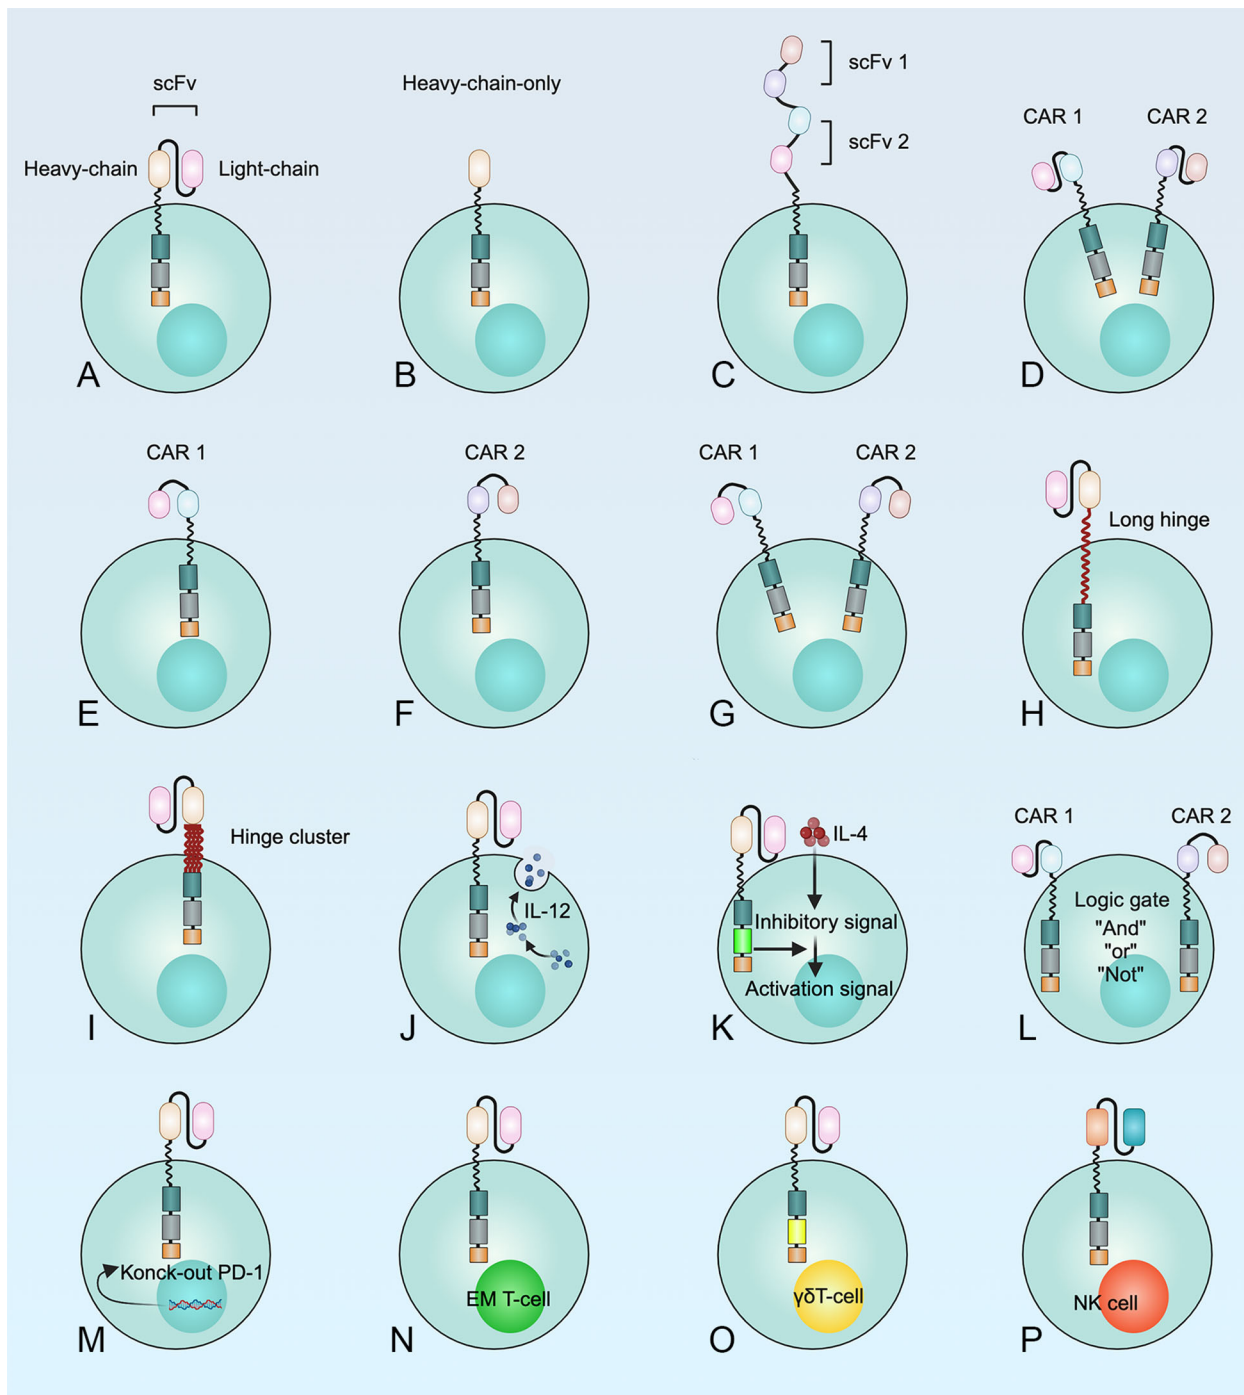 scFv
Heavy-chain
Light-chain
A
Heavy-chain-only
B
scFv 1
scFv 2
C
CAR 1
CAR 2
D
CAR 1
E
CAR 2
F
CAR 1
CAR 2
G
Long hinge
H
Hinge cluster
I
IL-12
J
IL-4
Inhibitory signal
Activation signal
K
CAR 1
CAR 2
Logic gate
"And"
"or"
"Not"
L
Konck-out PD-1
M
EM T-cell
N
γδT-cell
O
NK cell
P